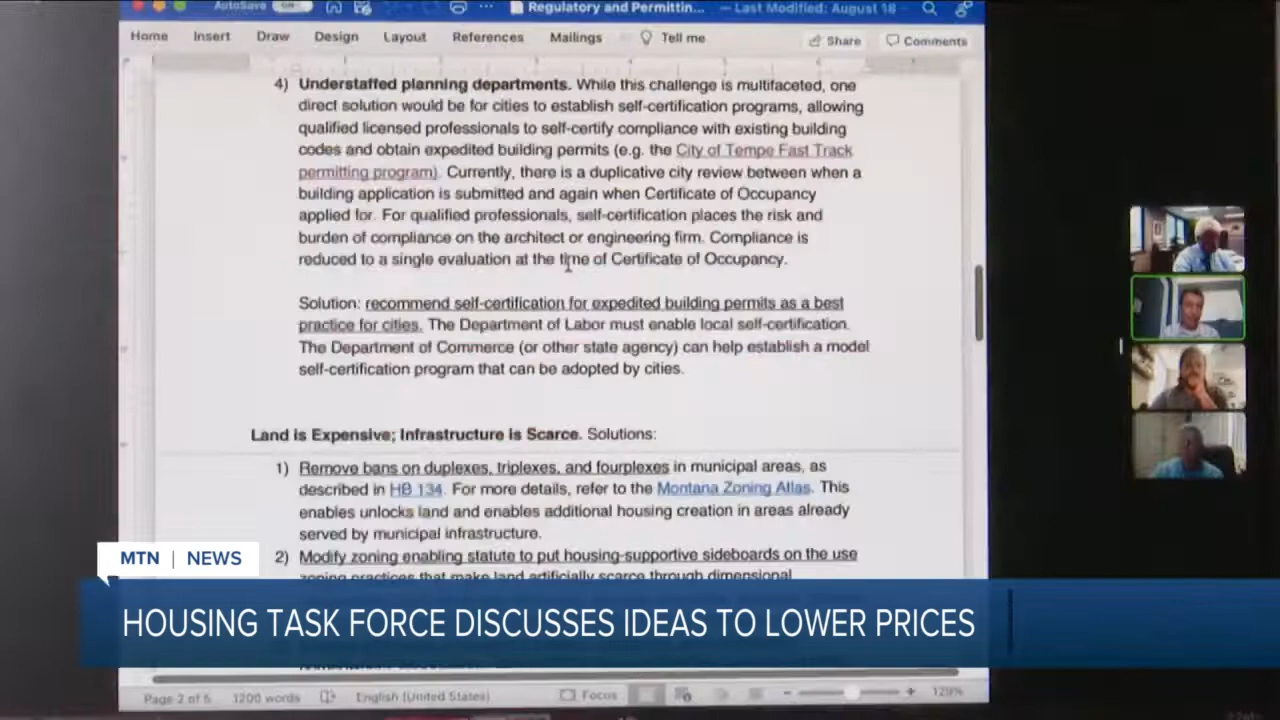 AutoSave
Regulatory and Permittin... — Last Modified: August 18
Home Insert Draw Design Layout References Mailings Tell me Share Comments
4) Understaffed planning departments. While this challenge is multifaceted, one
direct solution would be for cities to establish self-certification programs, allowing
qualified licensed professionals to self-certify compliance with existing building
codes and obtain expedited building permits (e.g. the City of Tempe Fast Track
permitting program). Currently, there is a duplicative city review between when a
building application is submitted and again when Certificate of Occupancy
applied for. For qualified professionals, self-certification places the risk and
burden of compliance on the architect or engineering firm. Compliance is
reduced to a single evaluation at the time of Certificate of Occupancy.
Solution: recommend self-certification for expedited building permits as a best
practice for cities. The Department of Labor must enable local self-certification.
The Department of Commerce (or other state agency) can help establish a model
self-certification program that can be adopted by cities.
Land is Expensive; Infrastructure is Scarce. Solutions:
1) Remove bans on duplexes, triplexes, and fourplexes in municipal areas, as
described in HB 134. For more details, refer to the Montana Zoning Atlas. This
enables unlocks land and enables additional housing creation in areas already
served by municipal infrastructure.
2) Modify zoning enabling statute to put housing-supportive sideboards on the use
zoning practices that make land artificially scarce through dimensional
MTN | NEWS
HOUSING TASK FORCE DISCUSSES IDEAS TO LOWER PRICES
Page 2 of 5 1200 words English (United States) Focus 129%